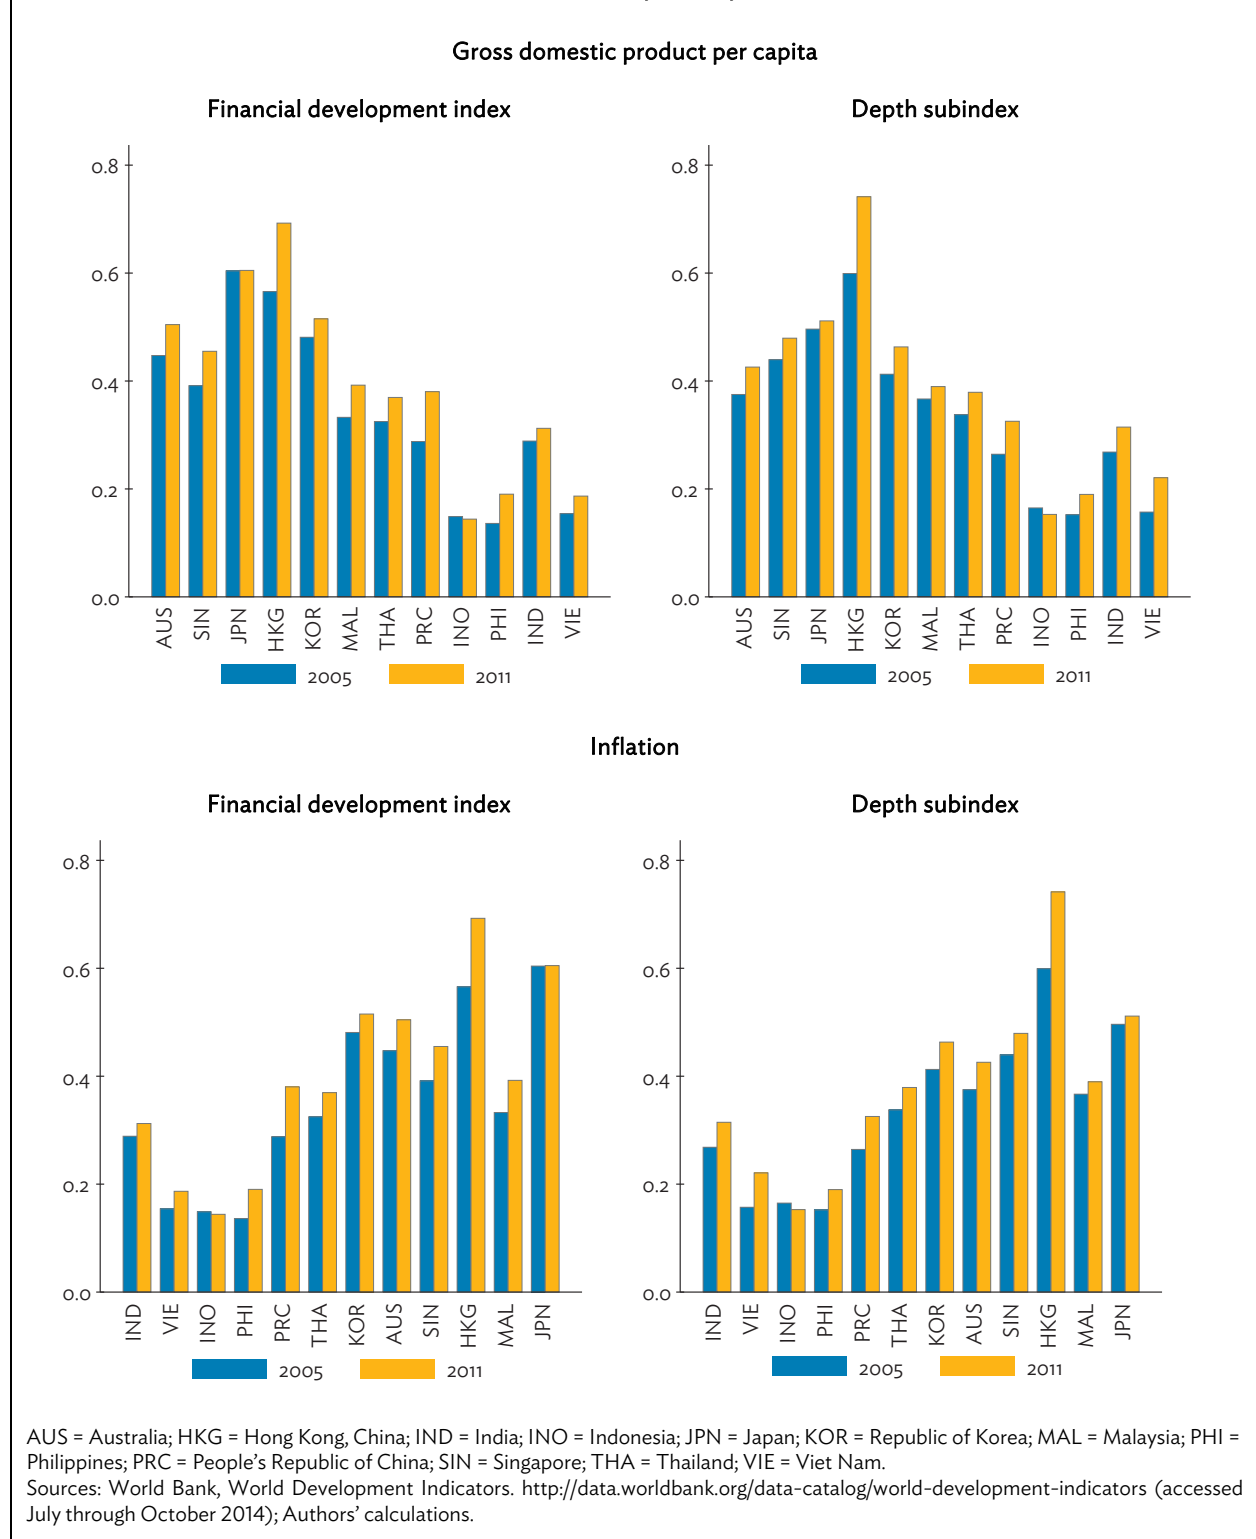 Gross domestic product per capita
Financial development index
Depth subindex
0.8
0.6
0.4
0.2
0.0
AUS SIN JPN HKG KOR MAL THA PRC INO PHI IND VIE
2005 2011
0.8
0.6
0.4
0.2
0.0
AUS SIN JPN HKG KOR MAL THA PRC INO PHI IND VIE
2005 2011
Inflation
Financial development index
Depth subindex
0.8
0.6
0.4
0.2
0.0
IND VIE INO PHI PRC THA KOR AUS SIN HKG MAL JPN
2005 2011
0.8
0.6
0.4
0.2
0.0
IND VIE INO PHI PRC THA KOR AUS SIN HKG MAL JPN
2005 2011
AUS = Australia; HKG = Hong Kong, China; IND = India; INO = Indonesia; JPN = Japan; KOR = Republic of Korea; MAL = Malaysia; PHI =
Philippines; PRC = People's Republic of China; SIN = Singapore; THA = Thailand; VIE = Viet Nam.
Sources: World Bank, World Development Indicators. http://data.worldbank.org/data-catalog/world-development-indicators (accessed
July through October 2014); Authors' calculations.